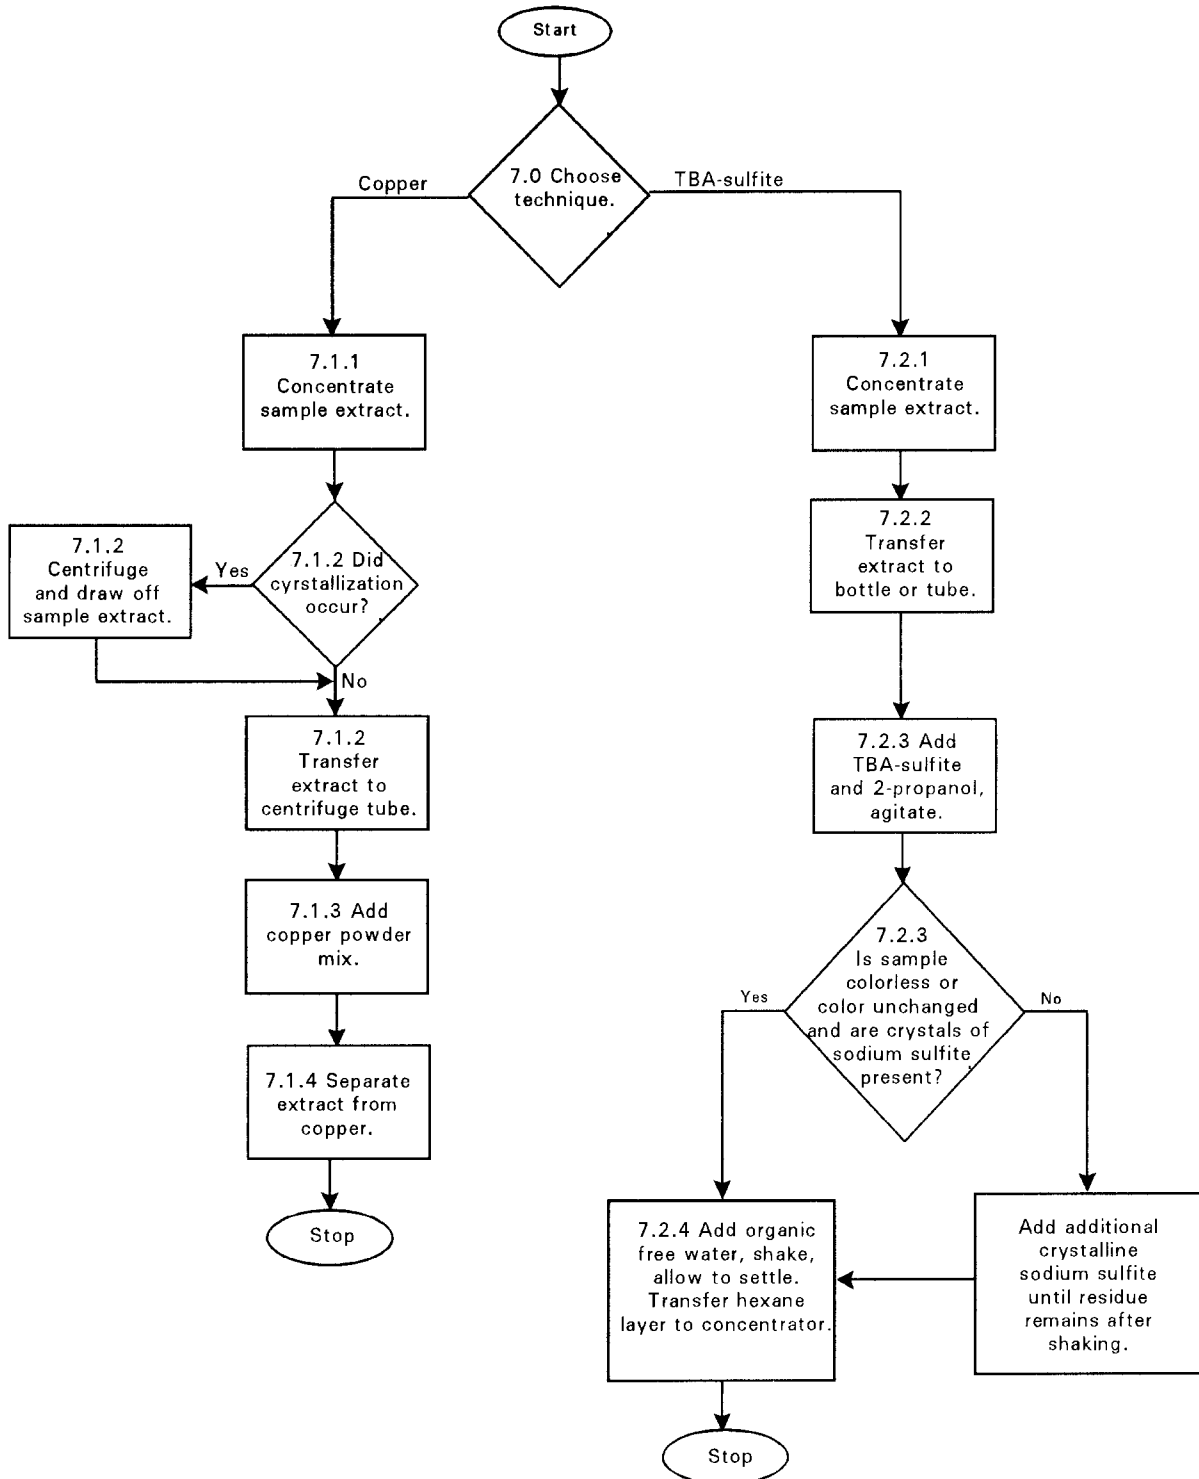 Start
7.0 Choose
technique.
Copper
TBA-sulfite
7.1.1
Concentrate
sample extract.
7.1.2 Did
cyrstallization
occur?
Yes
7.1.2
Centrifuge
and draw off
sample extract.
No
7.1.2
Transfer
extract to
centrifuge tube.
7.1.3 Add
copper powder
mix.
7.1.4 Separate
extract from
copper.
Stop
7.2.1
Concentrate
sample extract.
7.2.2
Transfer
extract to
bottle or tube.
7.2.3 Add
TBA-sulfite
and 2-propanol,
agitate.
7.2.3
Is sample
colorless or
color unchanged
and are crystals of
sodium sulfite
present?
Yes
No
7.2.4 Add organic
free water, shake,
allow to settle.
Transfer hexane
layer to concentrator.
Add additional
crystalline
sodium sulfite
until residue
remains after
shaking.
Stop